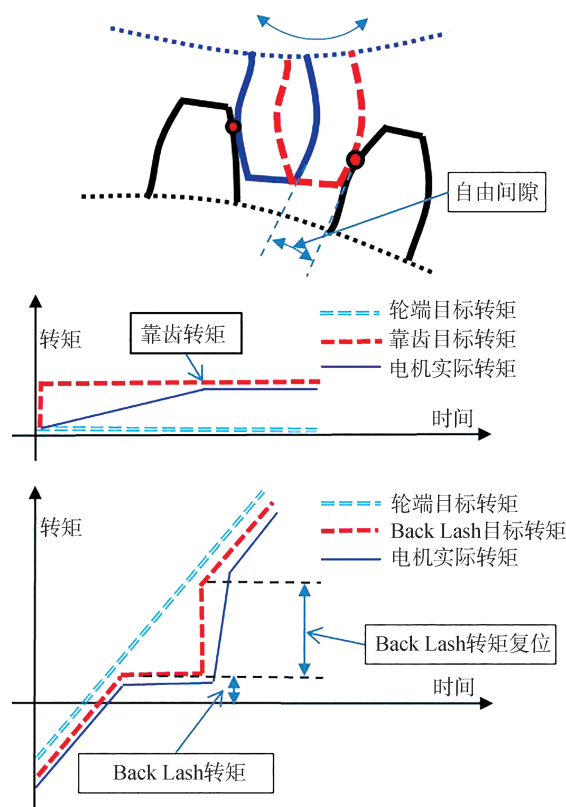 自由间隙
转矩
靠齿转矩
轮端目标转矩
靠齿目标转矩
电机实际转矩
时间
转矩
轮端目标转矩
Back Lash目标转矩
电机实际转矩
Back Lash转矩复位
时间
Back Lash转矩